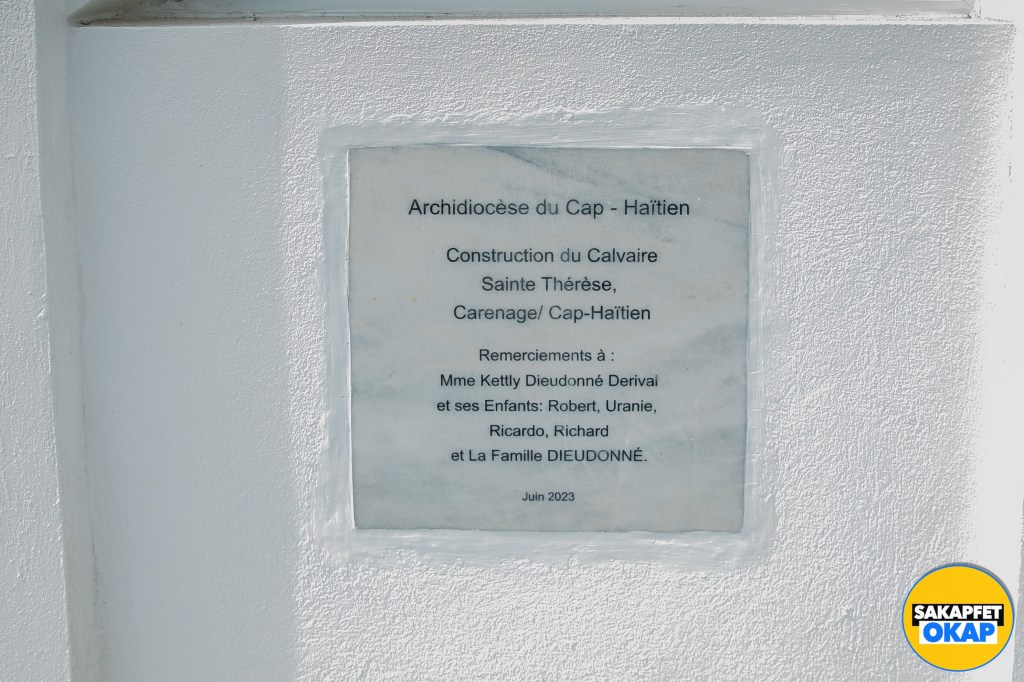 Archidiocèse du Cap - Haïtien
Construction du Calvaire
Sainte Thérèse,
Carenage/ Cap-Haïtien
Remerciements à :
Mme Kettly Dieudonné Derival
et ses Enfants: Robert, Uranie,
Ricardo, Richard
et La Famille DIEUDONNÉ.
Juin 2023
SAKAPFET
OKAP